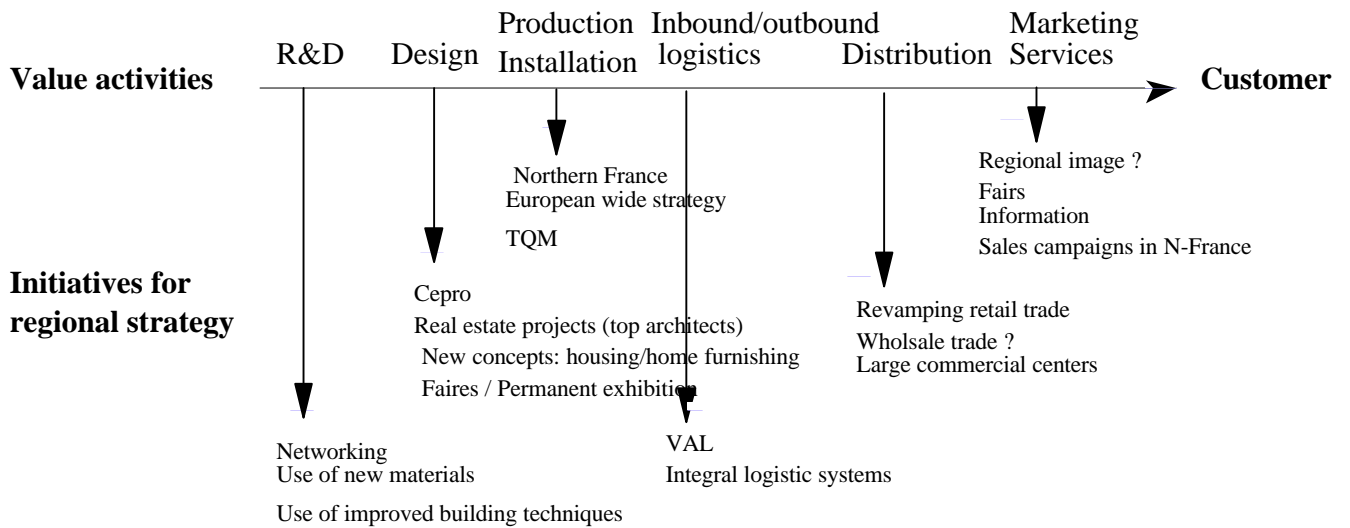 Value activities
R&D
Design
Production
Installation
Inbound/outbound
logistics
Distribution
Marketing
Services
Customer
Initiatives for
regional strategy
Networking
Use of new materials
Use of improved building techniques
Cepro
Real estate projects (top architects)
New concepts: housing/home furnishing
Faires / Permanent exhibition
Northern France
European wide strategy
TQM
VAL
Integral logistic systems
Revamping retail trade
Wholsale trade ?
Large commercial centers
Regional image ?
Fairs
Information
Sales campaigns in N-France